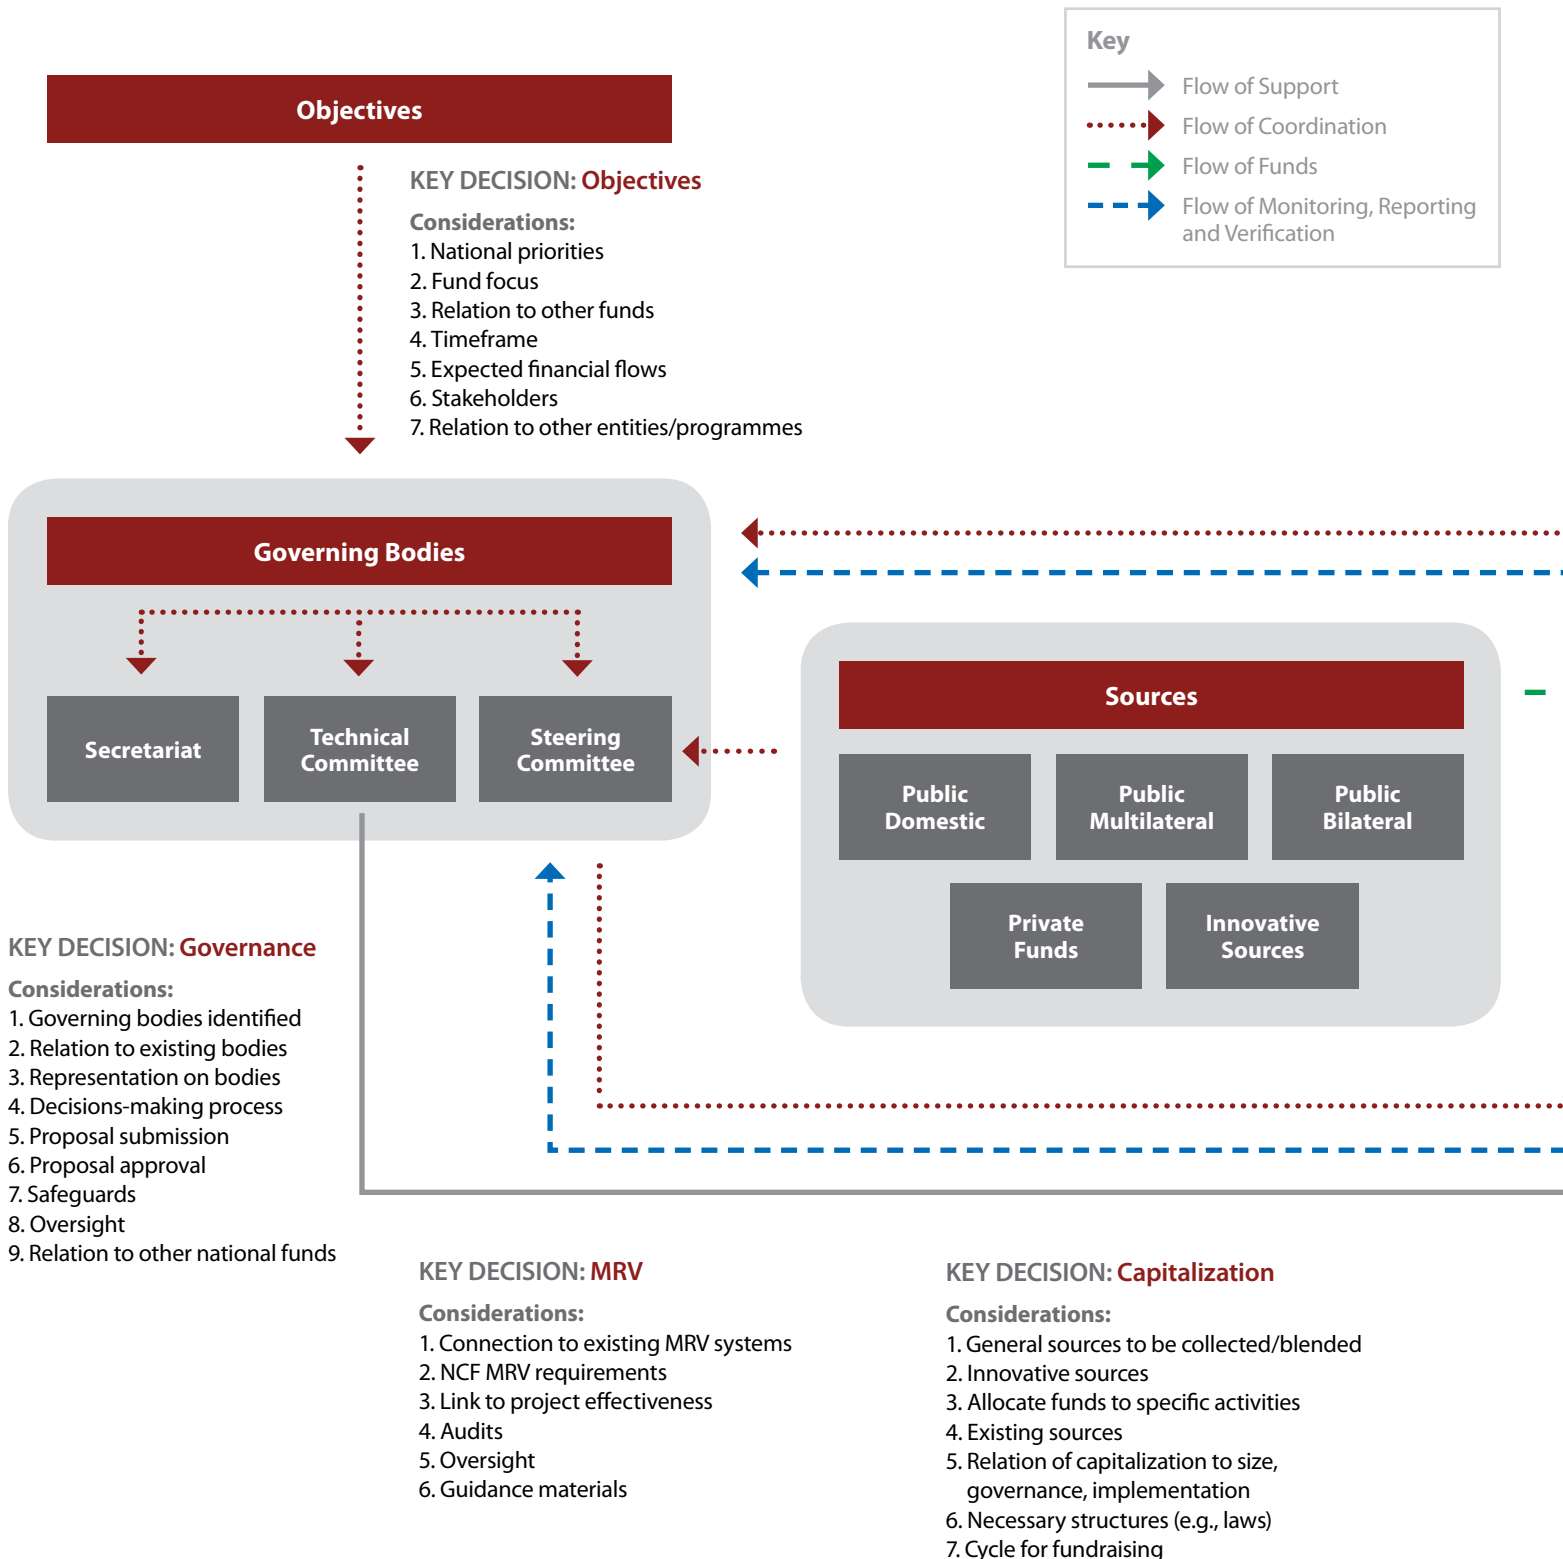 Key
Flow of Support
Flow of Coordination
Flow of Funds
Flow of Monitoring, Reporting
and Verification
Objectives
KEY DECISION: Objectives
Considerations:
1. National priorities
2. Fund focus
3. Relation to other funds
4. Timeframe
5. Expected financial flows
6. Stakeholders
7. Relation to other entities/programmes
Governing Bodies
Secretariat
Technical
Committee
Steering
Committee
Sources
Public
Domestic
Public
Multilateral
Public
Bilateral
Private
Funds
Innovative
Sources
KEY DECISION: Governance
Considerations:
1. Governing bodies identified
2. Relation to existing bodies
3. Representation on bodies
4. Decisions-making process
5. Proposal submission
6. Proposal approval
7. Safeguards
8. Oversight
9. Relation to other national funds
KEY DECISION: MRV
Considerations:
1. Connection to existing MRV systems
2. NCF MRV requirements
3. Link to project effectiveness
4. Audits
5. Oversight
6. Guidance materials
KEY DECISION: Capitalization
Considerations:
1. General sources to be collected/blended
2. Innovative sources
3. Allocate funds to specific activities
4. Existing sources
5. Relation of capitalization to size,
governance, implementation
6. Necessary structures (e.g., laws)
7. Cycle for fundraising